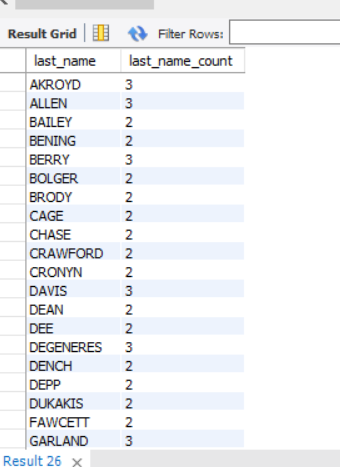 Result Grid Filter Rows:
last_name last_name_count
AKROYD 3
ALLEN 3
BAILEY 2
BENING 2
BERRY 3
BOLGER 2
BRODY 2
CAGE 2
CHASE 2
CRAWFORD 2
CRONYN 2
DAVIS 3
DEAN 2
DEE 2
DEGENERES 3
DENCH 2
DEPP 2
DUKAKIS 2
FAWCETT 2
GARLAND 3
Result 26 ×